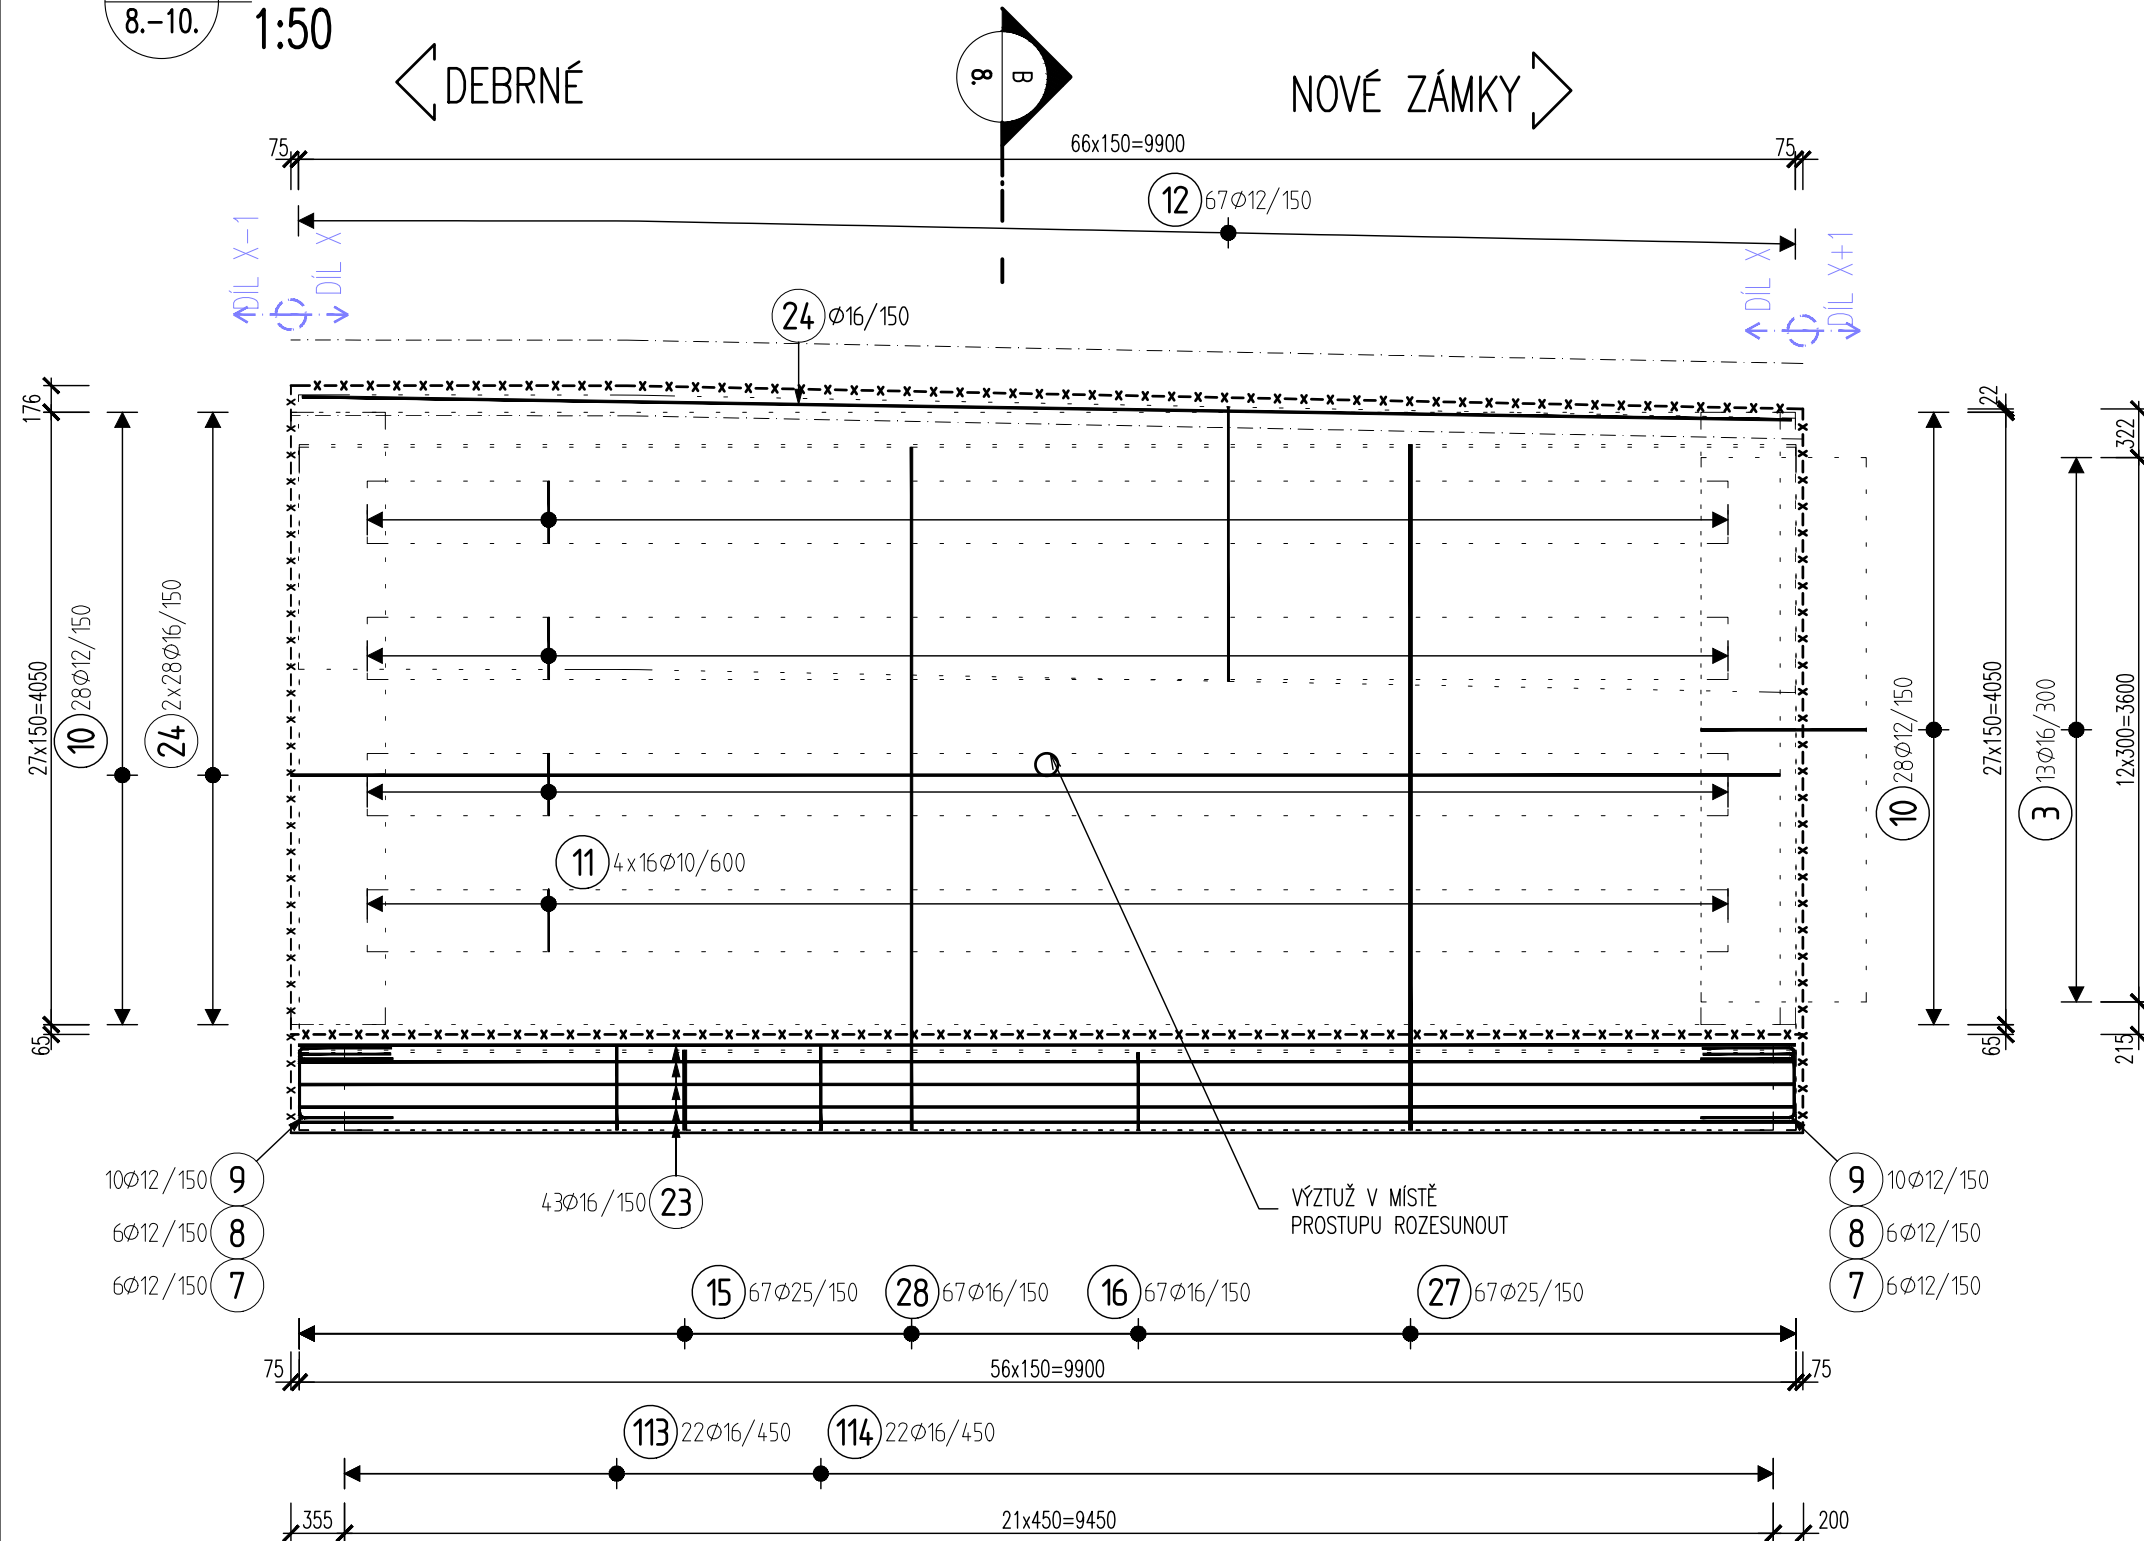 8.-10.
1:50
DEBRNÉ
B
8.
NOVÉ ZÁMKY
75
66x150=9900
75
12 67Ø12/150
DÍL X-1
DÍL X
DÍL X
DÍL X+1
24 Ø16/150
176
27x150=4050
65
10 28Ø12/150
24 2x28Ø16/150
11 4x16Ø10/600
10 28Ø12/150
22
27x150=4050
65
3 13Ø16/300
322
12x300=3600
215
10Ø12/150 9
6Ø12/150 8
6Ø12/150 7
43Ø16/150 23
VÝZTUŽ V MÍSTĚ
PROSTUPU ROZESUNOUT
9 10Ø12/150
8 6Ø12/150
7 6Ø12/150
15 67Ø25/150
28 67Ø16/150
16 67Ø16/150
27 67Ø25/150
75
56x150=9900
75
113 22Ø16/450
114 22Ø16/450
355
21x450=9450
200